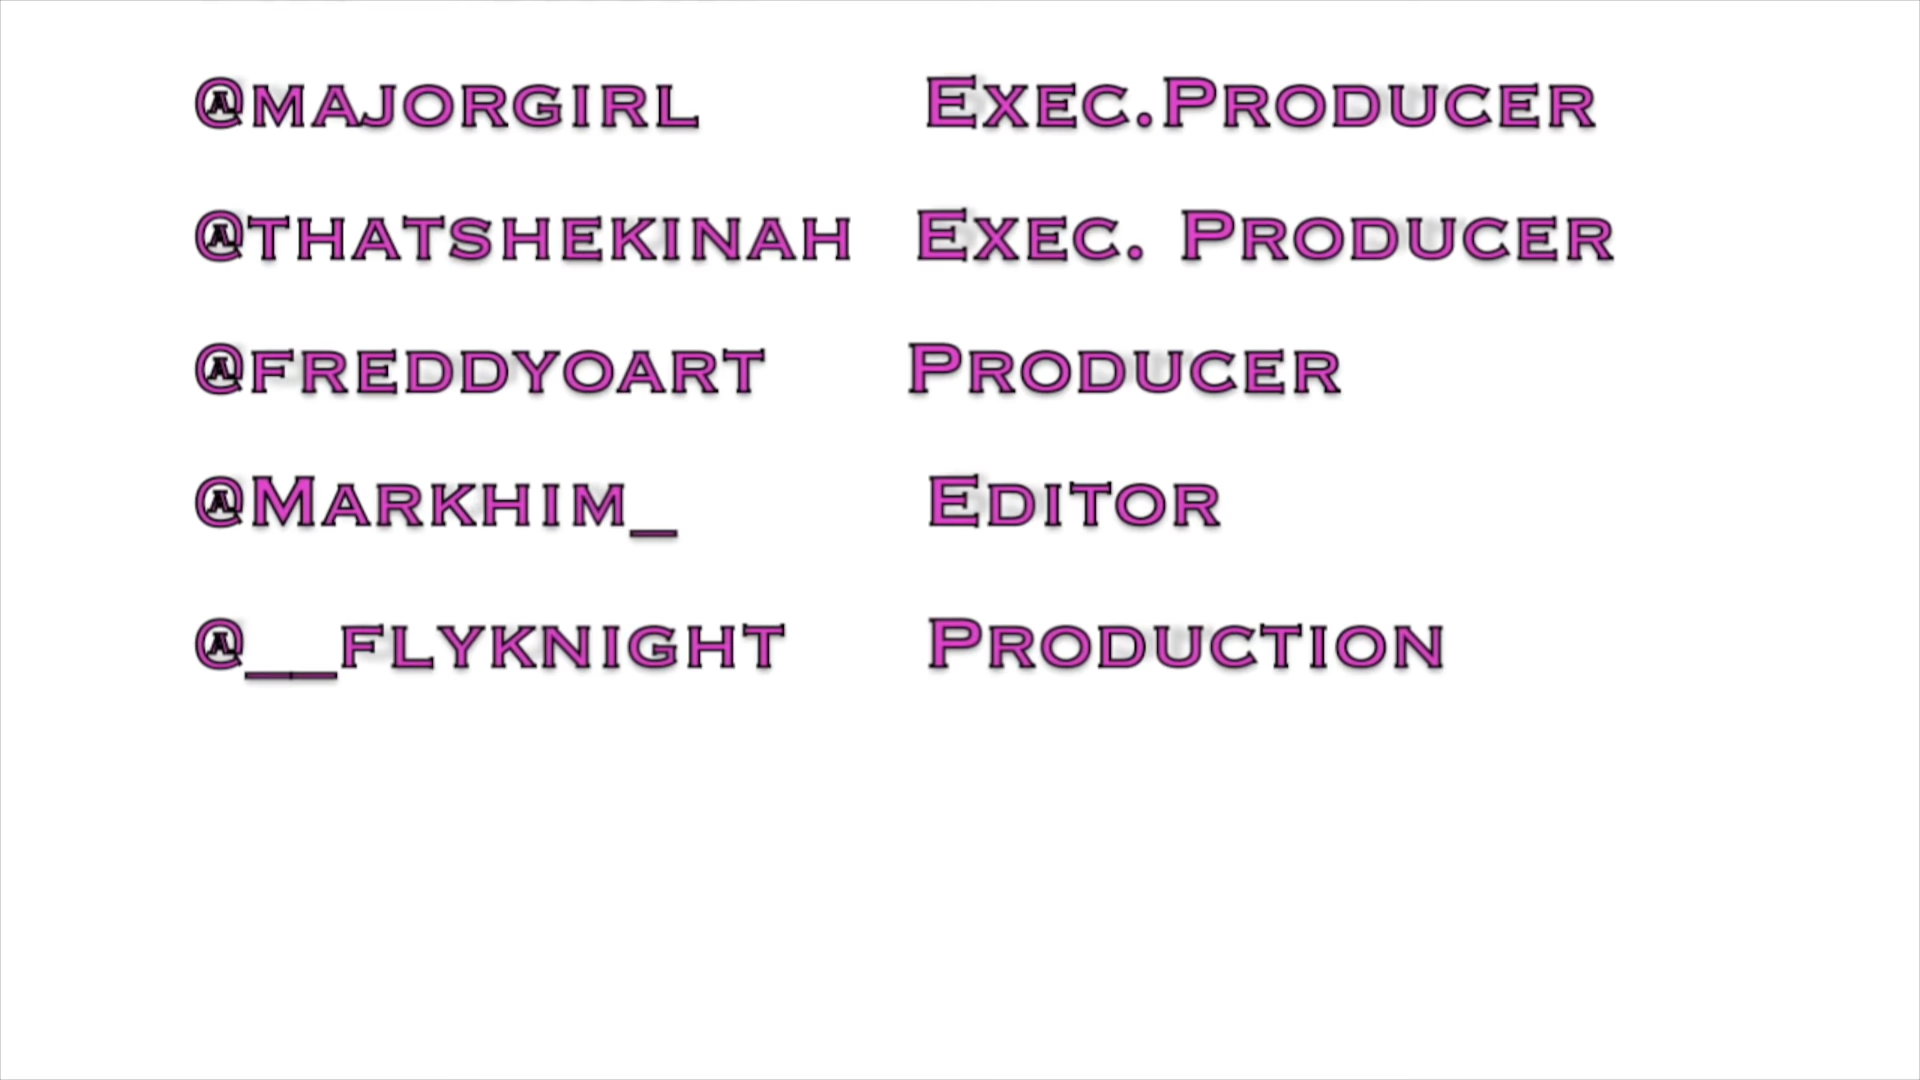 @majorgirl Exec.Producer
@thatshekinah Exec. Producer
@freddyoart Producer
@Markhim_ Editor
@__flyknight Production